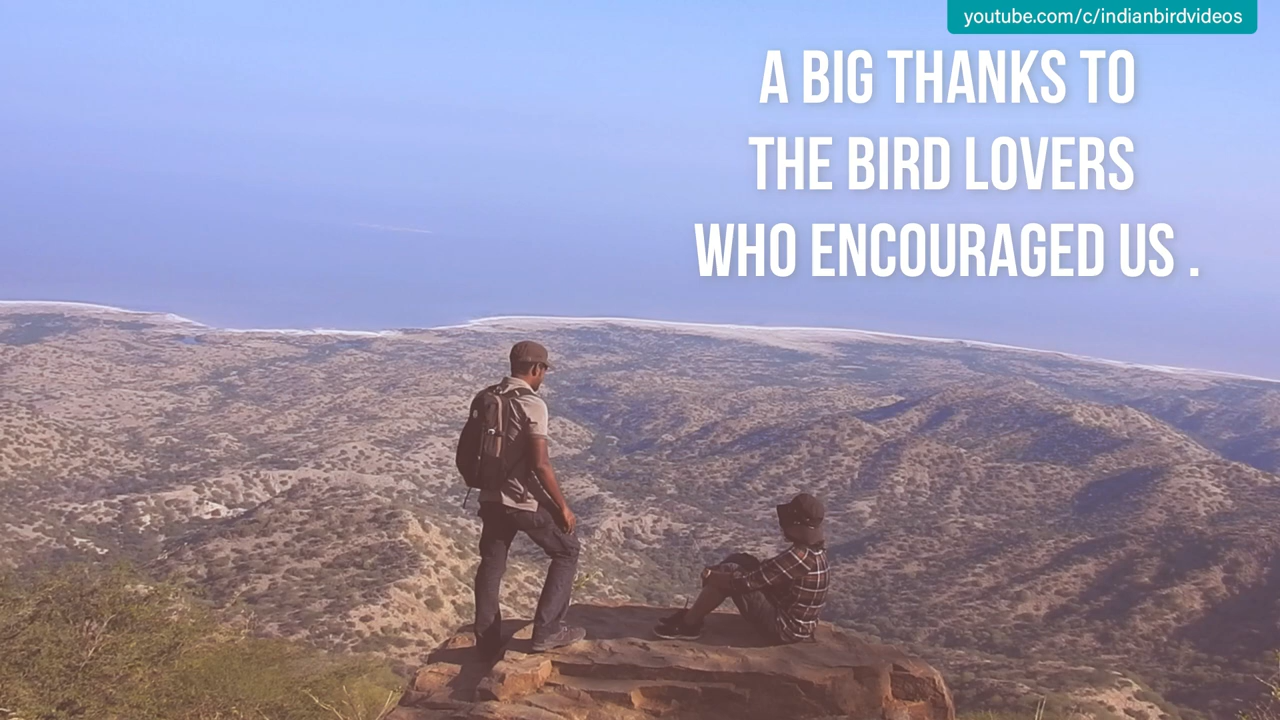 youtube.com/c/indianbirdvideos
A BIG THANKS TO
THE BIRD LOVERS
WHO ENCOURAGED US .